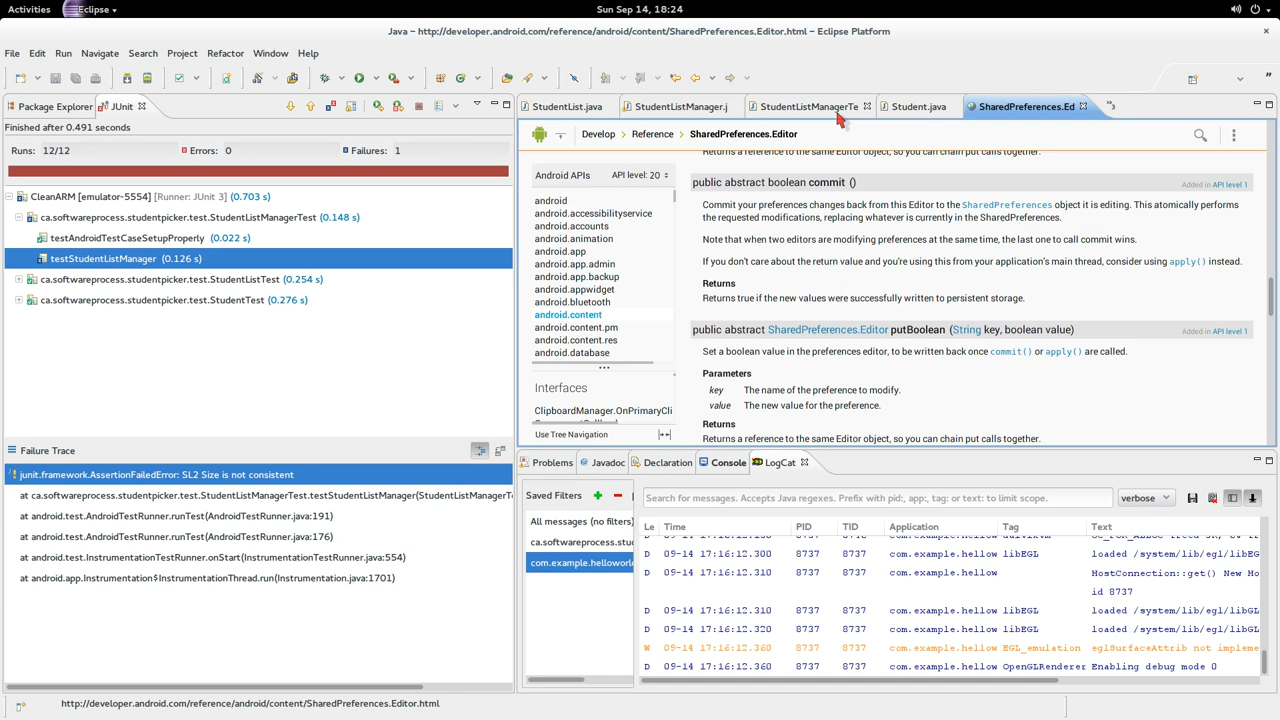 Activities
Eclipse
Sun Sep 14, 18:24
Java – http://developer.android.com/reference/android/content/SharedPreferences.Editor.html – Eclipse Platform
File Edit Run Navigate Search Project Refactor Window Help
Package Explorer
JUnit
Finished after 0.491 seconds
Runs: 12/12
Errors: 0
Failures: 1
CleanARM [emulator-5554] [Runner: JUnit 3] (0.703 s)
ca.softwareprocess.studentpicker.test.StudentListManagerTest (0.148 s)
testAndroidTestCaseSetupProperly (0.022 s)
testStudentListManager (0.126 s)
ca.softwareprocess.studentpicker.test.StudentListTest (0.254 s)
ca.softwareprocess.studentpicker.test.StudentTest (0.276 s)
Failure Trace
junit.framework.AssertionFailedError: SL2 Size is not consistent
at ca.softwareprocess.studentpicker.test.StudentListManagerTest.testStudentListManager(StudentListManagerT
at android.test.AndroidTestRunner.runTest(AndroidTestRunner.java:191)
at android.test.AndroidTestRunner.runTest(AndroidTestRunner.java:176)
at android.test.InstrumentationTestRunner.onStart(InstrumentationTestRunner.java:554)
at android.app.Instrumentation$InstrumentationThread.run(Instrumentation.java:1701)
StudentList.java
StudentListManager.j
StudentListManagerTe
Student.java
SharedPreferences.Ed
Develop > Reference > SharedPreferences.Editor
Android APIs
API level: 20
android
android.accessibilityservice
android.accounts
android.animation
android.app
android.app.admin
android.app.backup
android.appwidget
android.bluetooth
android.content
android.content.pm
android.content.res
android.database
Interfaces
ClipboardManager.OnPrimaryCli
Use Tree Navigation
Returns a reference to the same Editor object, so you can chain put calls together.
public abstract boolean commit ()
Added in API level 1
Commit your preferences changes back from this Editor to the SharedPreferences object it is editing. This atomically performs
the requested modifications, replacing whatever is currently in the SharedPreferences.
Note that when two editors are modifying preferences at the same time, the last one to call commit wins.
If you don't care about the return value and you're using this from your application's main thread, consider using apply() instead.
Returns
Returns true if the new values were successfully written to persistent storage.
public abstract SharedPreferences.Editor putBoolean (String key, boolean value)
Added in API level 1
Set a boolean value in the preferences editor, to be written back once commit() or apply() are called.
Parameters
key The name of the preference to modify.
value The new value for the preference.
Returns
Returns a reference to the same Editor object, so you can chain put calls together.
Problems
Javadoc
Declaration
Console
LogCat
Saved Filters
All messages (no filters)
ca.softwareprocess.stud
com.example.helloworl
Search for messages. Accepts Java regexes. Prefix with pid:, app:, tag: or text: to limit scope.
verbose
Le Time PID TID Application Tag Text
D 09-14 17:16:12.300 8737 8737 com.example.hellow libEGL loaded /system/lib/egl/libEG
D 09-14 17:16:12.310 8737 8737 com.example.hellow HostConnection::get() New Ho
id 8737
D 09-14 17:16:12.310 8737 8737 com.example.hellow libEGL loaded /system/lib/egl/libGL
D 09-14 17:16:12.320 8737 8737 com.example.hellow libEGL loaded /system/lib/egl/libGL
W 09-14 17:16:12.360 8737 8737 com.example.hellow EGL_emulation eglSurfaceAttrib not impleme
D 09-14 17:16:12.360 8737 8737 com.example.hellow OpenGLRenderer Enabling debug mode 0
http://developer.android.com/reference/android/content/SharedPreferences.Editor.html